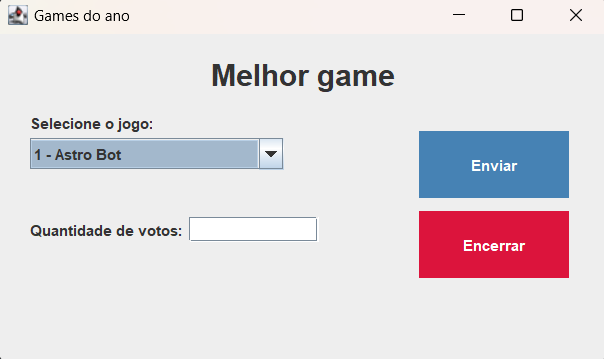 Games do ano
Melhor game
Selecione o jogo:
1 - Astro Bot
Enviar
Quantidade de votos:
Encerrar